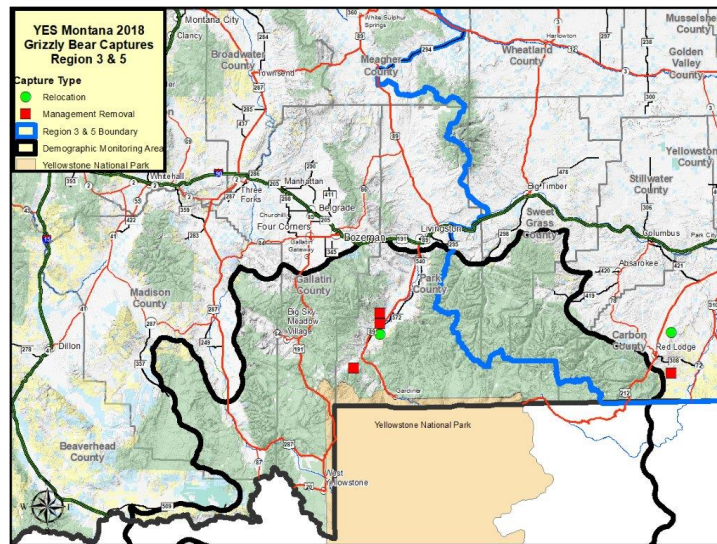 YES Montana 2018
Grizzly Bear Captures
Region 3 & 5
Capture Type
Relocation
Management Removal
Region 3 & 5 Boundary
Demographic Monitoring Area
Yellowstone National Park
Montana City
Clancy
White Sulphur
Springs
Broadwater
County
Townsend
Meagher
County
Harlowton
Wheatland
County
Musselshell
County
Golden
Valley
County
Yellowstone
County
Whitehall
Three
Forks
Manhattan
Churchill
Belgrade
Four Corners
Gallatin
Gateway
Bozeman
Livingston
Big Timber
Sweet
Grass
County
Stillwater
County
Columbus
Park City
Absarokee
Madison
County
Gallatin
County
Big Sky
Meadow
Village
Park
County
Carbon
County
Red Lodge
Dillon
Gardiner
Beaverhead
County
West
Yellowstone
Yellowstone National Park